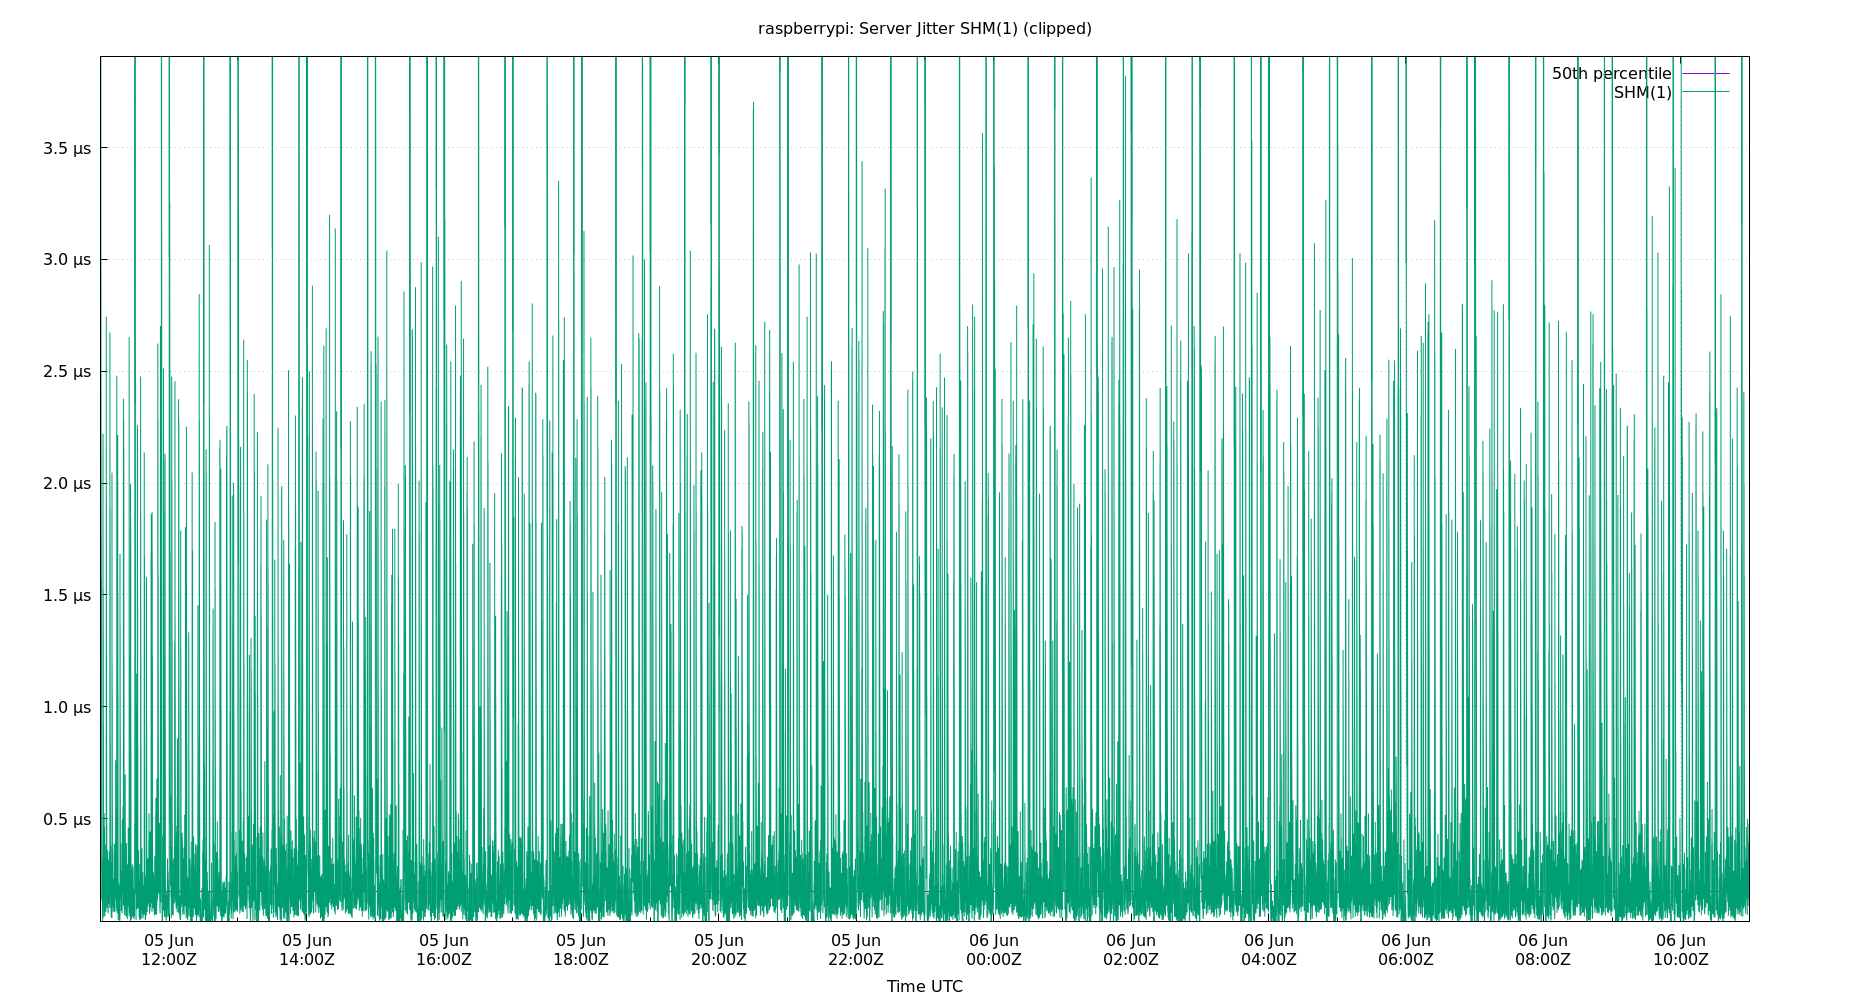 raspberrypi: Server Jitter SHM(1) (clipped)
50th percentile
SHM(1)
3.5 µs
3.0 µs
2.5 µs
2.0 µs
1.5 µs
1.0 µs
0.5 µs
05 Jun 05 Jun 05 Jun 05 Jun 05 Jun 05 Jun 06 Jun 06 Jun 06 Jun 06 Jun 06 Jun 06 Jun
12:00Z 14:00Z 16:00Z 18:00Z 20:00Z 22:00Z 00:00Z 02:00Z 04:00Z 06:00Z 08:00Z 10:00Z
Time UTC